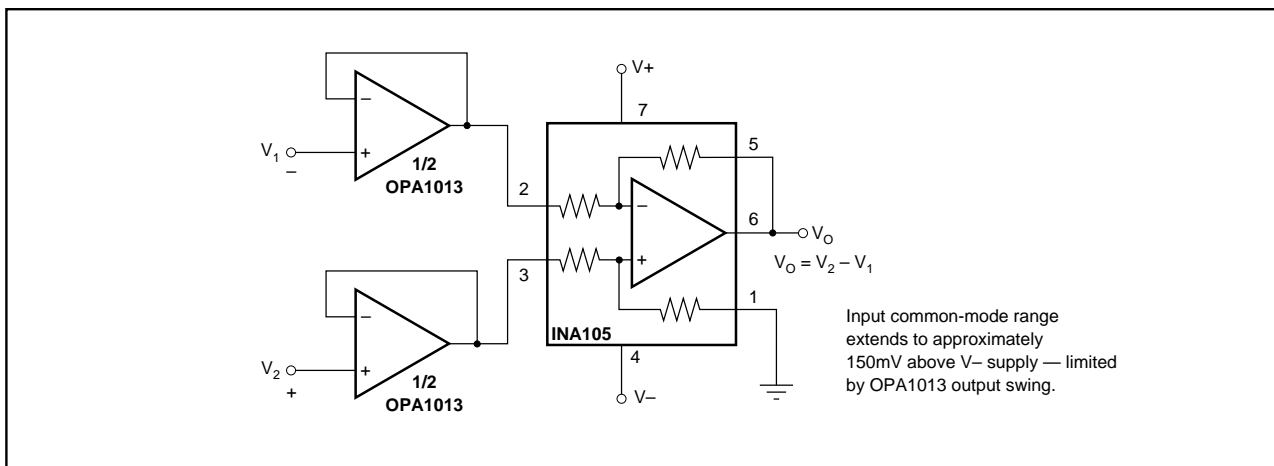 V+
7
V1
–
–
+
1/2
OPA1013
2
5
–
6
VO
+
VO = V2 – V1
3
1
INA105
4
V–
–
V2
+
+
1/2
OPA1013
Input common-mode range
extends to approximately
150mV above V– supply — limited
by OPA1013 output swing.